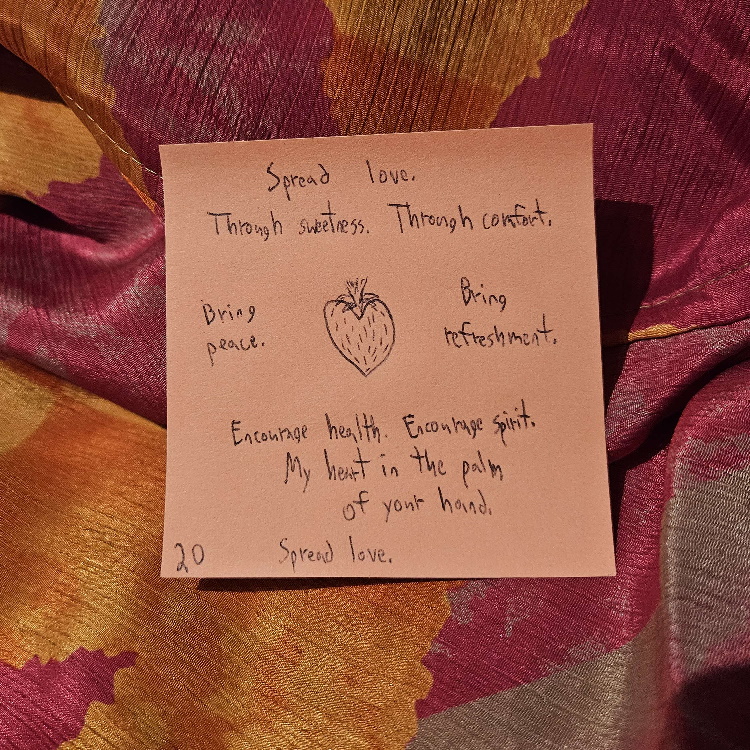 Spread love.
Through sweetness. Through comfort.
Bring
peace.
Bring
refreshment.
Encourage health. Encourage spirit.
My heart in the palm
of your hand.
20 Spread love.